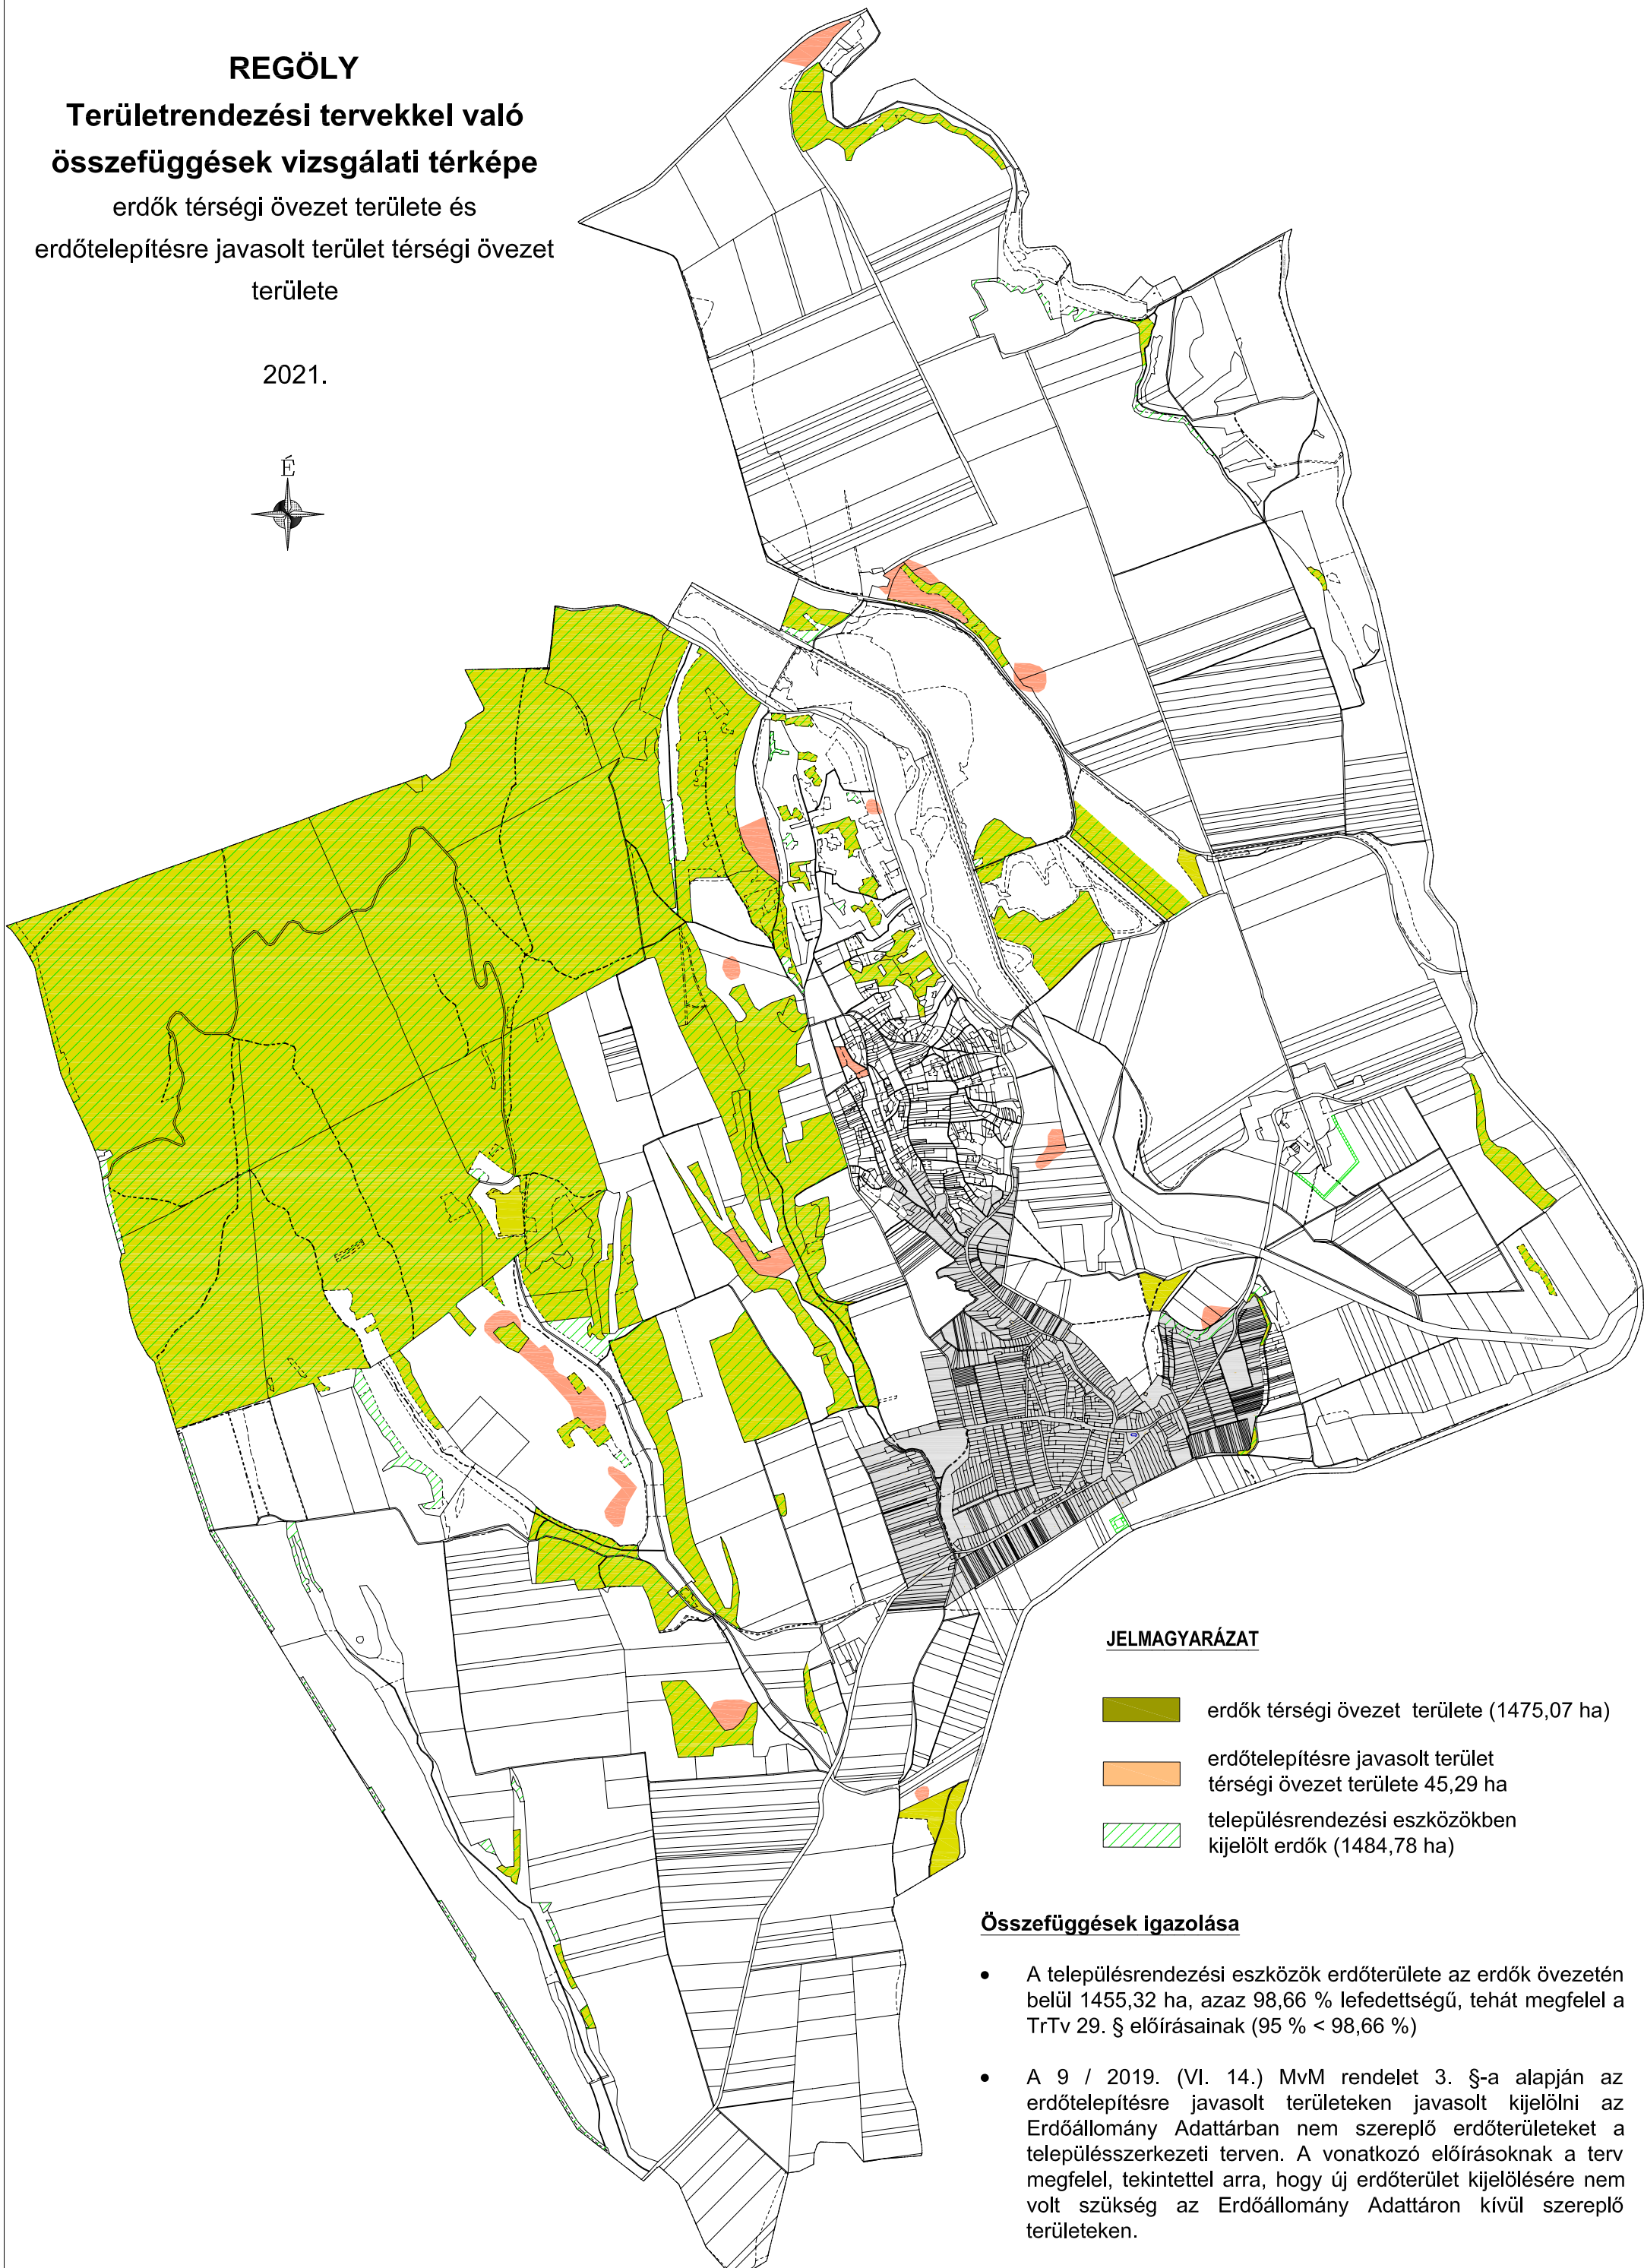 REGÖLY
Területrendezési tervekkel való
összefüggések vizsgálati térképe
erdők térségi övezet területe és
erdőtelepítésre javasolt terület térségi övezet
területe
2021.
É
JELMAGYARÁZAT
erdők térségi övezet területe (1475,07 ha)
erdőtelepítésre javasolt terület
térségi övezet területe 45,29 ha
településrendezési eszközökben
kijelölt erdők (1484,78 ha)
Összefüggések igazolása
• A településrendezési eszközök erdőterülete az erdők övezetén
belül 1455,32 ha, azaz 98,66 % lefedettségű, tehát megfelel a
TrTv 29. § előírásainak (95 % < 98,66 %)
• A 9 / 2019. (VI. 14.) MvM rendelet 3. §-a alapján az
erdőtelepítésre javasolt területeken javasolt kijelölni az
Erdőállomány Adattárban nem szereplő erdőterületeket a
településszerkezeti terven. A vonatkozó előírásoknak a terv
megfelel, tekintettel arra, hogy új erdőterület kijelölésére nem
volt szükség az Erdőállomány Adattáron kívül szereplő
területeken.